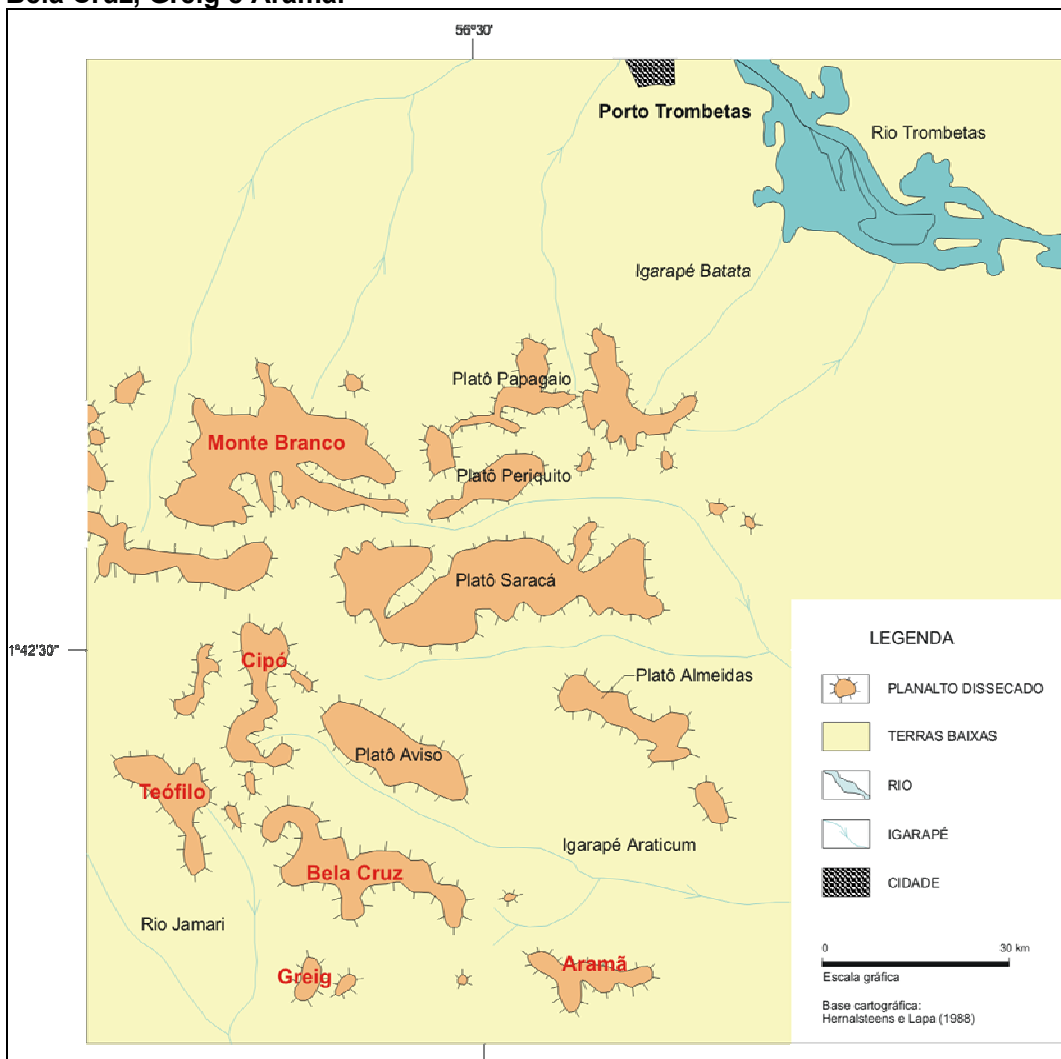 Bela Cruz, Greig e Aramã.
56°30'
Porto Trombetas
Rio Trombetas
Igarapé Batata
Platô Papagaio
Monte Branco
Platô Periquito
Platô Saracá
1°42'30"
Cipó
Platô Almeidas
Platô Aviso
Teófilo
Igarapé Araticum
Bela Cruz
Rio Jamari
Greig
Aramã
LEGENDA
PLANALTO DISSECADO
TERRAS BAIXAS
RIO
IGARAPÉ
CIDADE
0 30 km
Escala gráfica
Base cartográfica:
Hernalsteens e Lapa (1988)